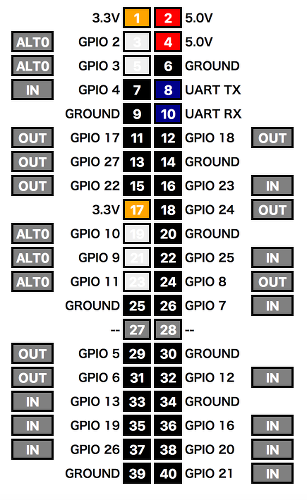 3.3V 1 2 5.0V
ALT0 GPIO 2 3 4 5.0V
ALT0 GPIO 3 5 6 GROUND
IN GPIO 4 7 8 UART TX
GROUND 9 10 UART RX
OUT GPIO 17 11 12 GPIO 18 OUT
OUT GPIO 27 13 14 GROUND
OUT GPIO 22 15 16 GPIO 23 IN
3.3V 17 18 GPIO 24 OUT
ALT0 GPIO 10 19 20 GROUND
ALT0 GPIO 9 21 22 GPIO 25 IN
ALT0 GPIO 11 23 24 GPIO 8 OUT
GROUND 25 26 GPIO 7 IN
-- 27 28 --
OUT GPIO 5 29 30 GROUND
OUT GPIO 6 31 32 GPIO 12 IN
IN GPIO 13 33 34 GROUND
IN GPIO 19 35 36 GPIO 16 IN
IN GPIO 26 37 38 GPIO 20 IN
GROUND 39 40 GPIO 21 IN